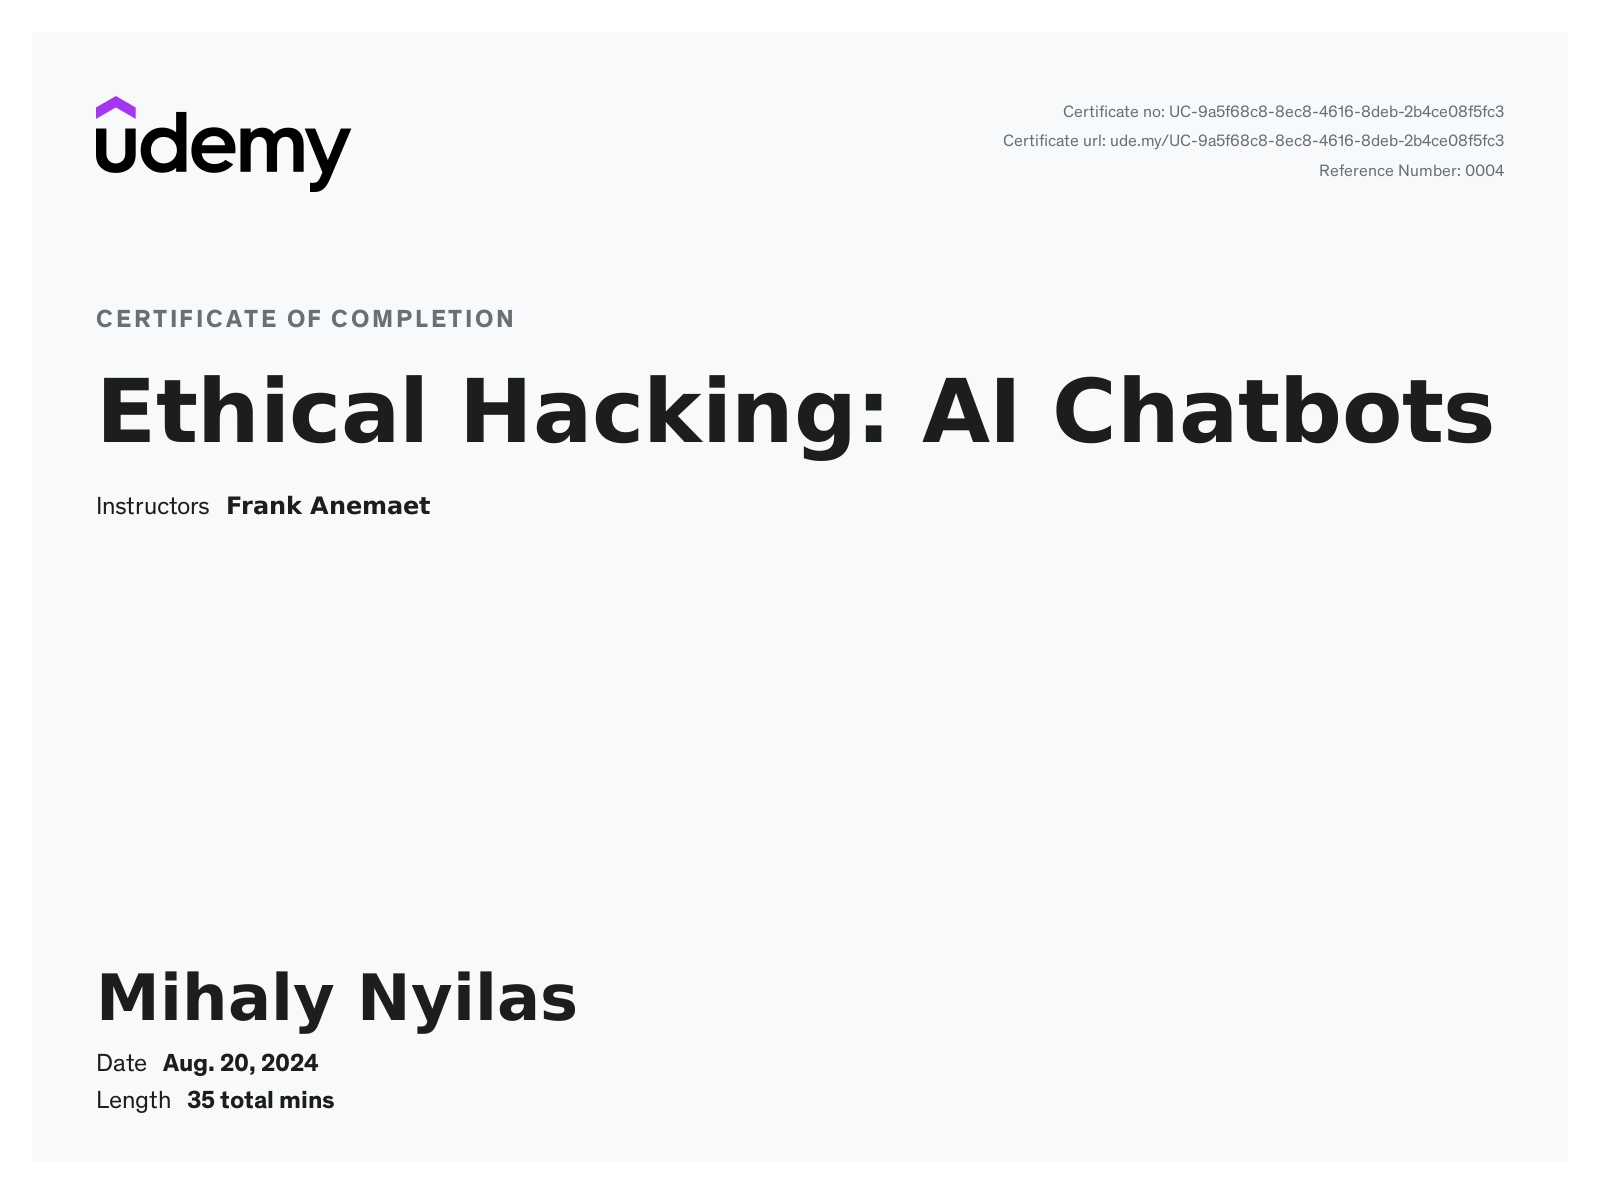 udemy
Certificate no: UC-9a5f68c8-8ec8-4616-8deb-2b4ce08f5fc3
Certificate url: ude.my/UC-9a5f68c8-8ec8-4616-8deb-2b4ce08f5fc3
Reference Number: 0004
CERTIFICATE OF COMPLETION
Ethical Hacking: AI Chatbots
Instructors Frank Anemaet
Mihaly Nyilas
Date Aug. 20, 2024
Length 35 total mins